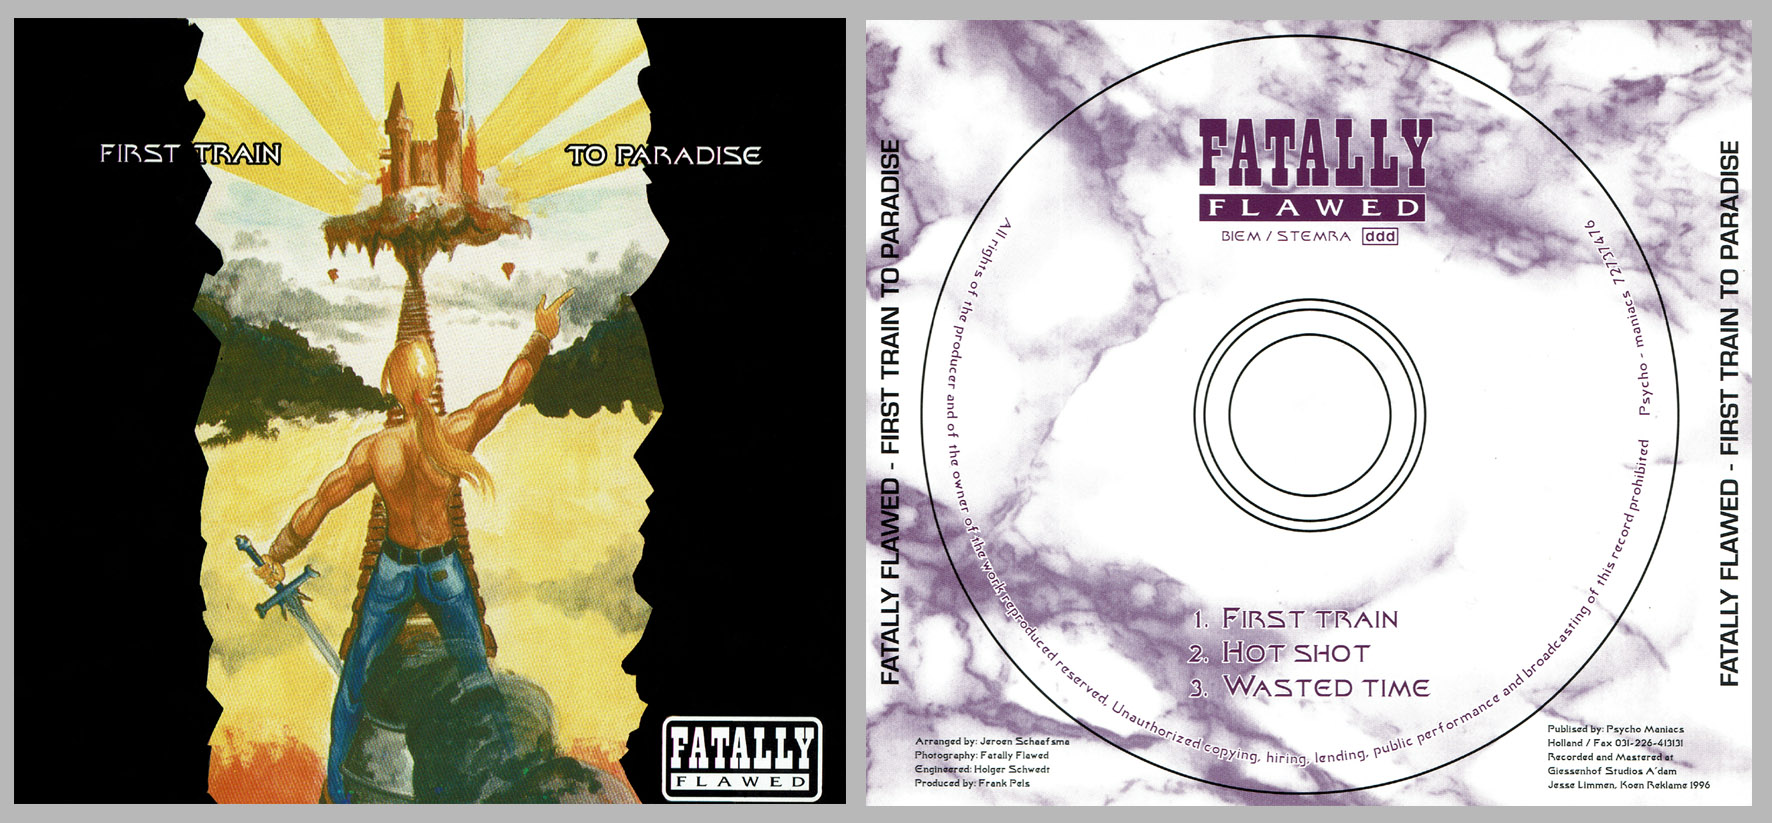 FIRST TRAIN TO PARADISE
FATALLY
FLAWED
FATALLY FLAWED - FIRST TRAIN TO PARADISE
FATALLY
FLAWED
BIEM / STEMRA ddd
All rights of the producer and of the owner of the work reproduced reserved, Unauthorized copying, hiring, lending, public performance and broadcasting of this record prohibited
Psycho - maniacs 72737476
1. FIRST TRAIN
2. HOT SHOT
3. WASTED TIME
Arranged by: Jeroen Schaafsma
Photography: Fatally Flawed
Engineered: Holger Schwedt
Produced by: Frank Pels
Publised by: Psycho Maniacs
Holland / Fax 031-226-413131
Recorded and Mastered at
Giessenhof Studios A'dam
Jesse Limmen, Koen Reklame 1996
FATALLY FLAWED - FIRST TRAIN TO PARADISE